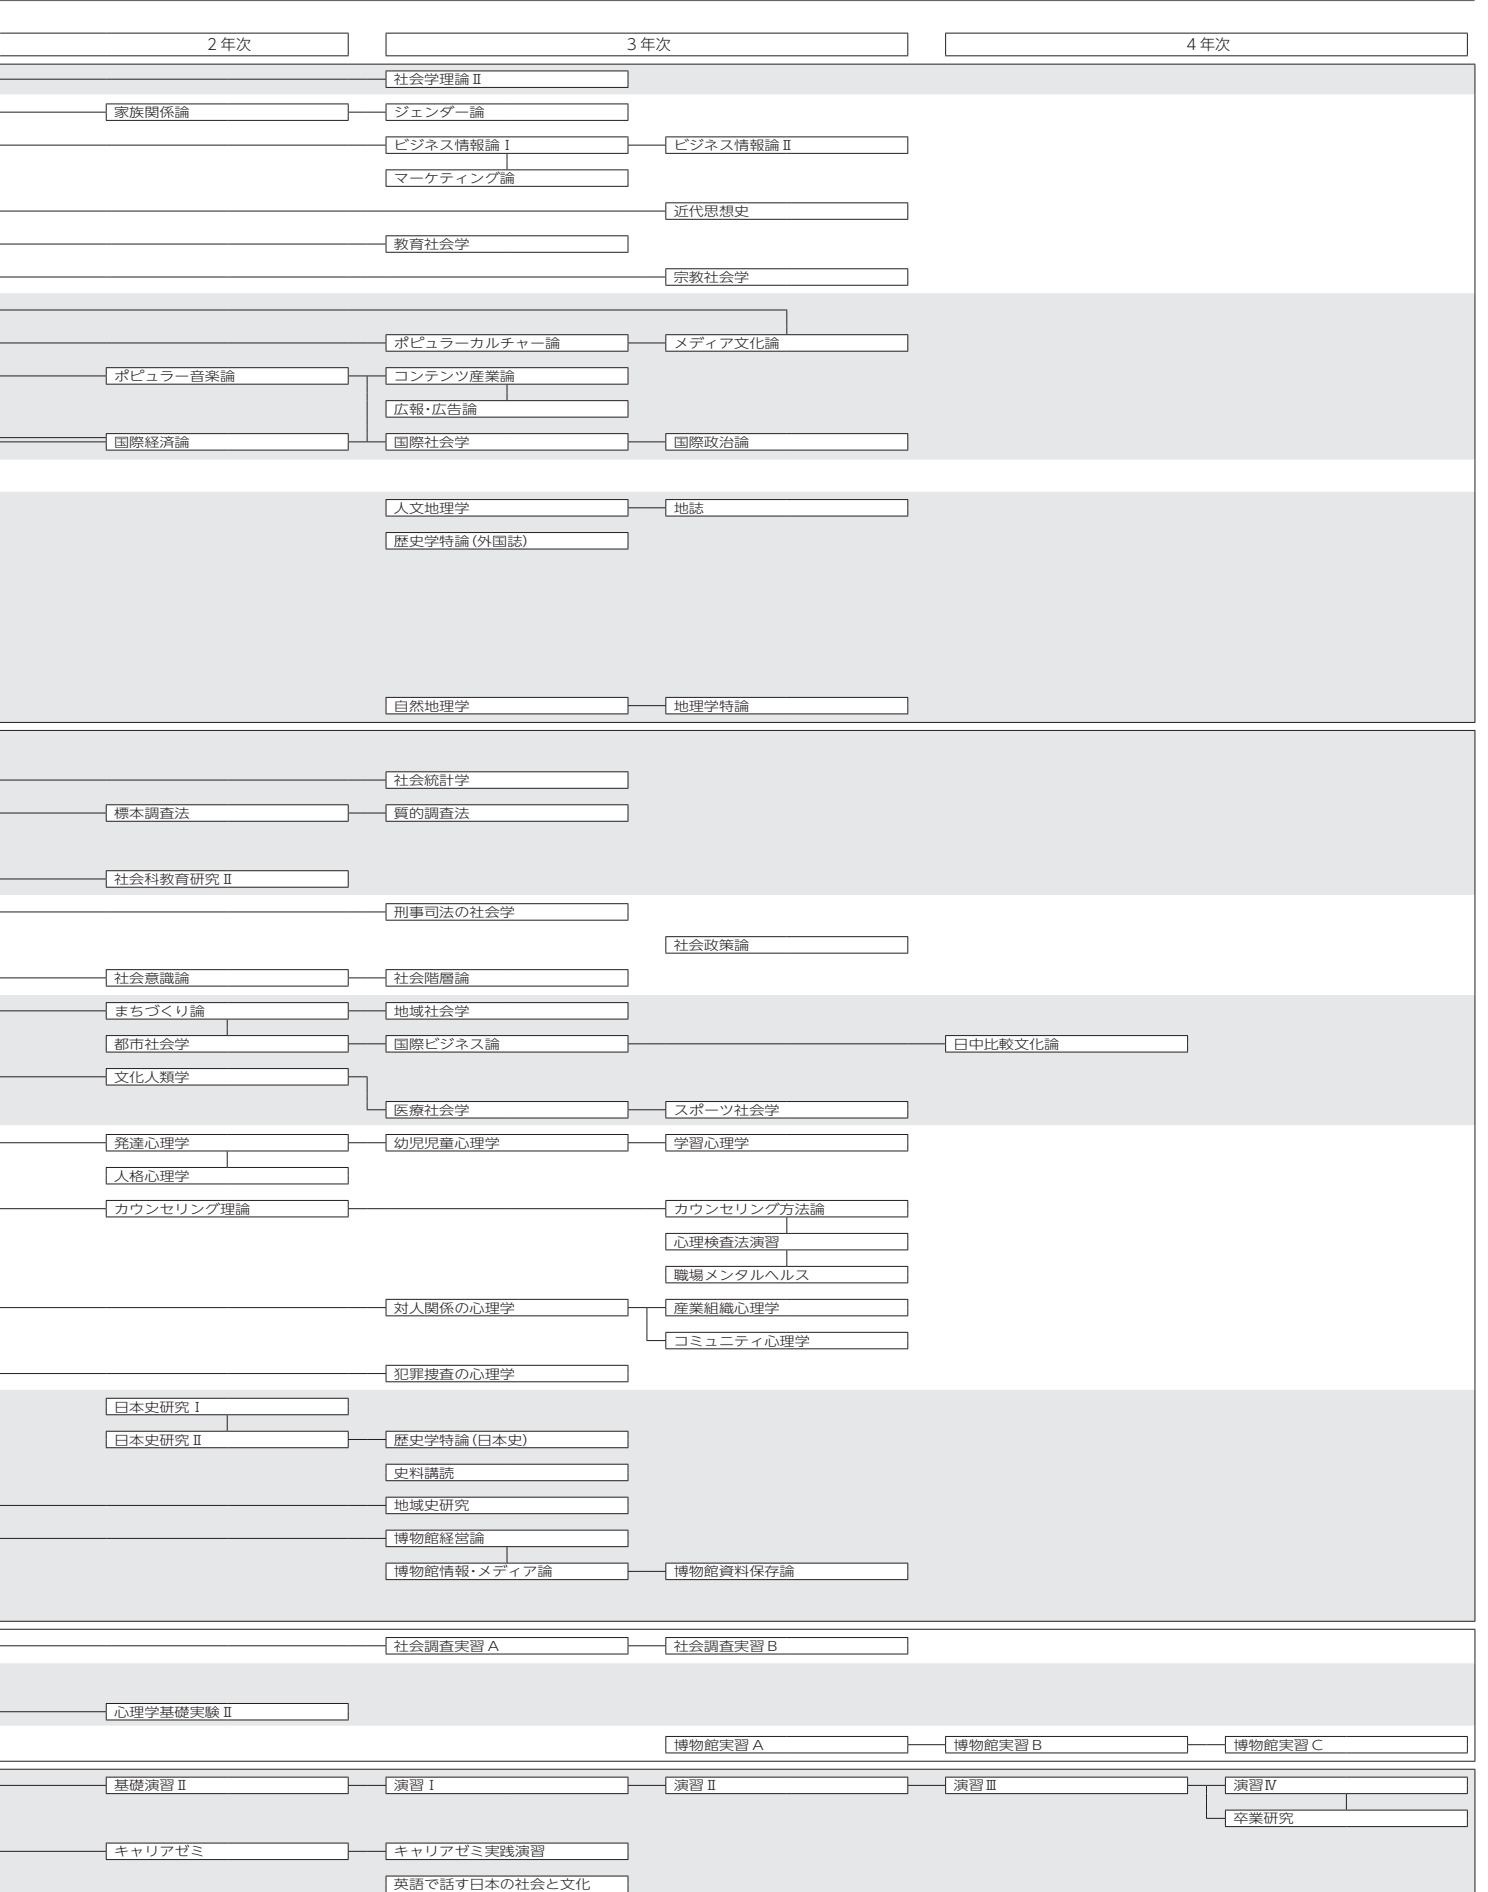 2年次 3年次 4年次
社会学理論Ⅱ
家族関係論 ジェンダー論
ビジネス情報論Ⅰ ビジネス情報論Ⅱ
マーケティング論
近代思想史
教育社会学
宗教社会学
ポピュラーカルチャー論 メディア文化論
ポピュラー音楽論 コンテンツ産業論
広報・広告論
国際経済論 国際社会学 国際政治論
人文地理学 地誌
歴史学特論(外国誌)
自然地理学 地理学特論
社会統計学
標本調査法 質的調査法
社会科教育研究Ⅱ
刑事司法の社会学
社会政策論
社会意識論 社会階層論
まちづくり論 地域社会学
都市社会学 国際ビジネス論 日中比較文化論
文化人類学
医療社会学 スポーツ社会学
発達心理学 幼児児童心理学 学習心理学
人格心理学
カウンセリング理論 カウンセリング方法論
心理検査法演習
職場メンタルヘルス
対人関係の心理学 産業組織心理学
コミュニティ心理学
犯罪捜査の心理学
日本史研究Ⅰ
日本史研究Ⅱ 歴史学特論(日本史)
史料講読
地域史研究
博物館経営論
博物館情報・メディア論 博物館資料保存論
社会調査実習A 社会調査実習B
心理学基礎実験Ⅱ
博物館実習A 博物館実習B 博物館実習C
基礎演習Ⅱ 演習Ⅰ 演習Ⅱ 演習Ⅲ 演習Ⅳ
卒業研究
キャリアゼミ キャリアゼミ実践演習
英語で話す日本の社会と文化